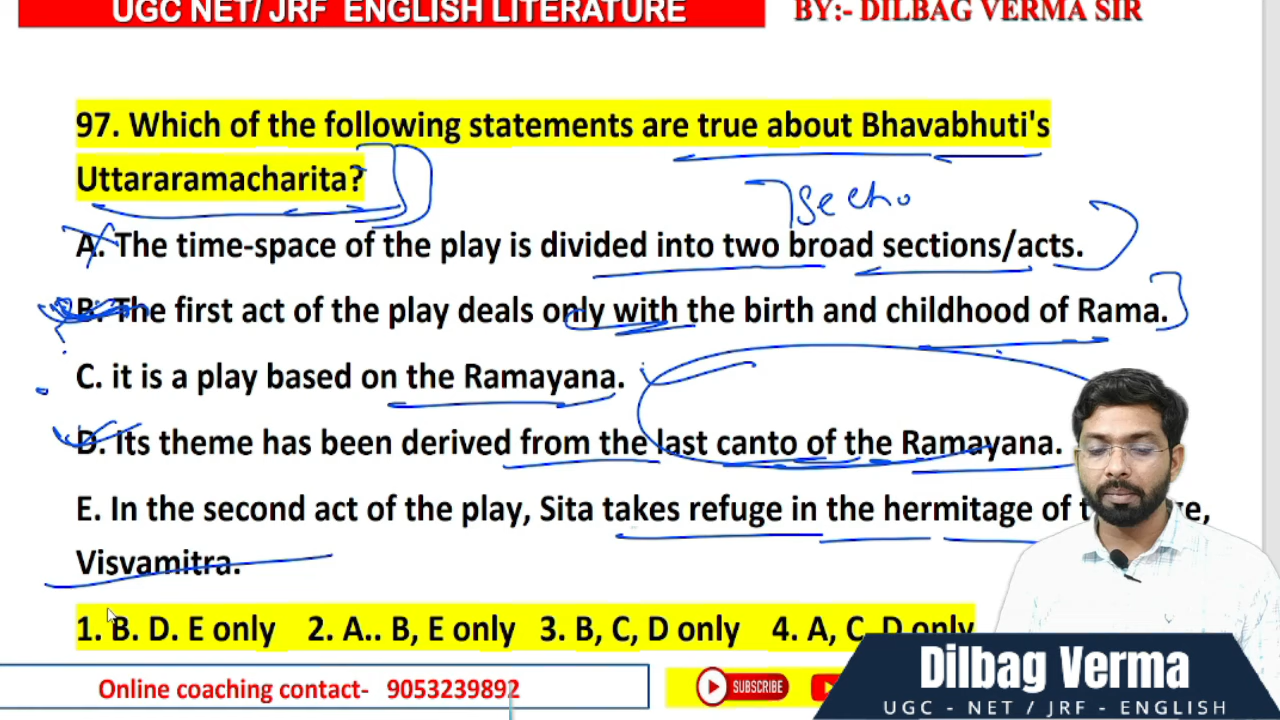 UGC NET/ JRF ENGLISH LITERATURE BY:- DILBAG VERMA SIR
97. Which of the following statements are true about Bhavabhuti's
Uttararamacharita?
A. The time-space of the play is divided into two broad sections/acts.
B. The first act of the play deals only with the birth and childhood of Rama.
C. it is a play based on the Ramayana.
D. Its theme has been derived from the last canto of the Ramayana.
E. In the second act of the play, Sita takes refuge in the hermitage of
Visvamitra.
1. B. D. E only 2. A.. B, E only 3. B, C, D only 4. A, C, D only
Online coaching contact- 9053239892
SUBSCRIBE
Dilbag Verma
UGC - NET / JRF - ENGLISH